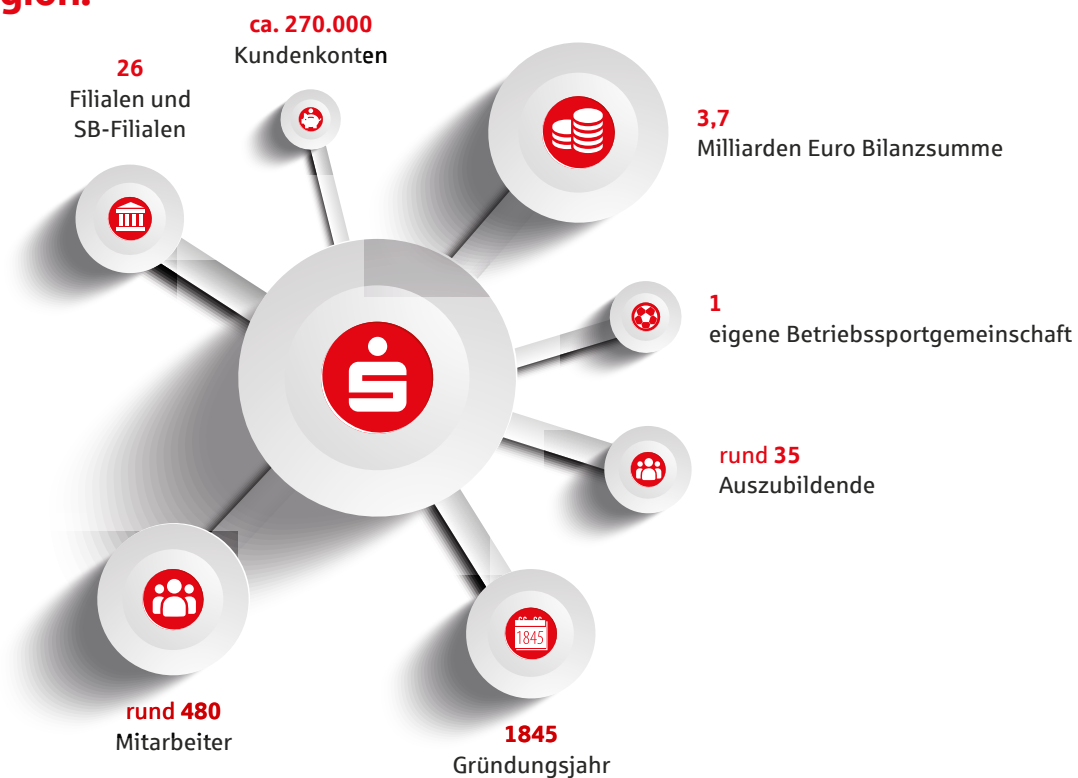 gion.
ca. 270.000
Kundenkonten
26
Filialen und
SB-Filialen
3,7
Milliarden Euro Bilanzsumme
1
eigene Betriebssportgemeinschaft
rund 35
Auszubildende
1845
rund 480
Mitarbeiter
1845
Gründungsjahr